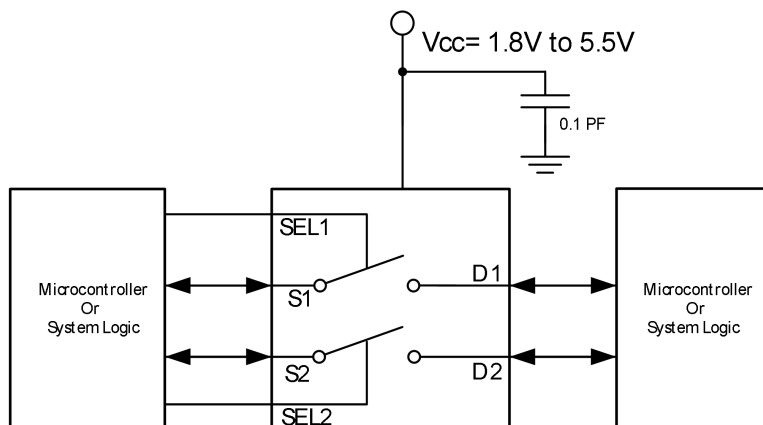 Vcc= 1.8V to 5.5V
0.1 PF
SEL1
Microcontroller
Or
System Logic
S1
D1
Microcontroller
Or
System Logic
S2
D2
SEL2